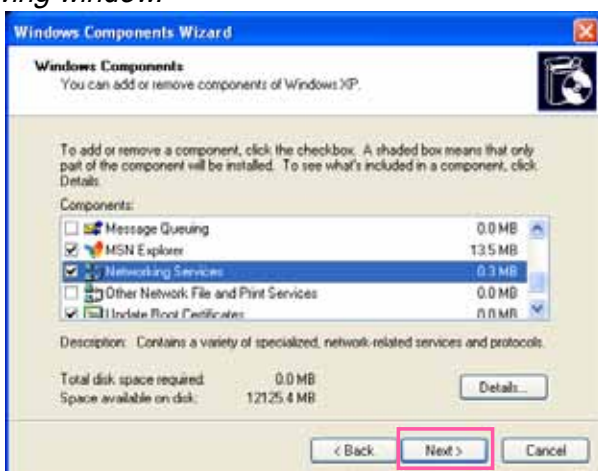 ing window.
Windows Components Wizard
Windows Components
You can add or remove components of Windows XP.
To add or remove a component, click the checkbox. A shaded box means that only
part of the component will be installed. To see what's included in a component, click
Details.
Components:
Message Queuing 0.0 MB
MSN Explorer 13.5 MB
Networking Services 0.3 MB
Other Network File and Print Services 0.0 MB
Update Root Certificates 0.0 MB
Description: Contains a variety of specialized, network-related services and protocols.
Total disk space required: 0.0 MB
Space available on disk: 12125.4 MB
Details...
< Back Next > Cancel